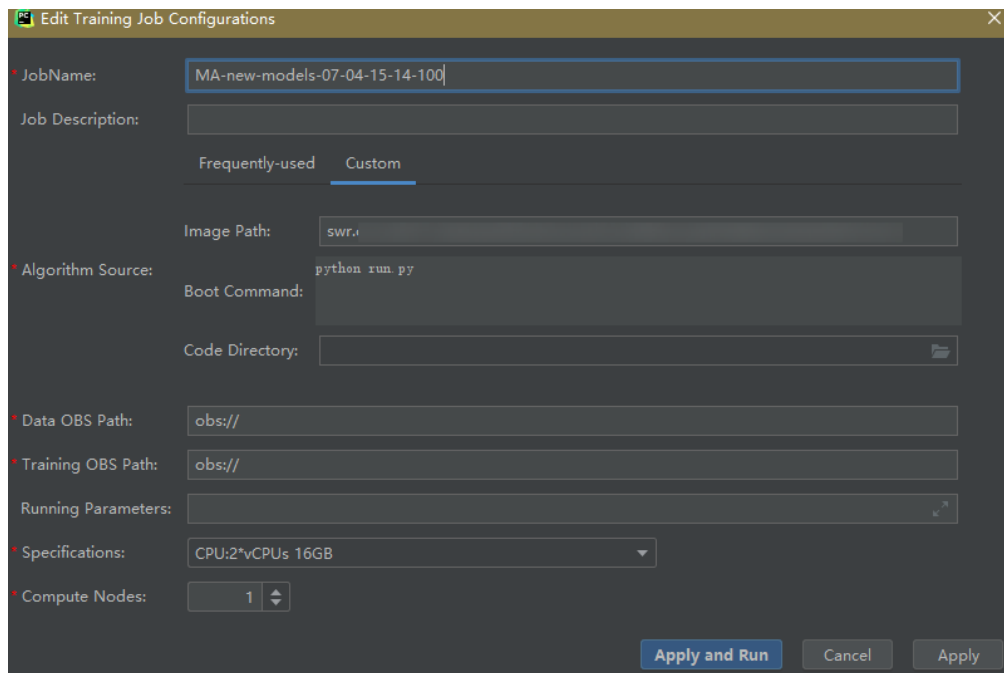 PC Edit Training Job Configurations
* JobName: MA-new-models-07-04-15-14-100
Job Description:
Frequently-used Custom
Image Path: swr.
* Algorithm Source:
python run.py
Boot Command:
Code Directory:
* Data OBS Path: obs://
* Training OBS Path: obs://
Running Parameters:
* Specifications: CPU:2*vCPUs 16GB
* Compute Nodes: 1
Apply and Run Cancel Apply